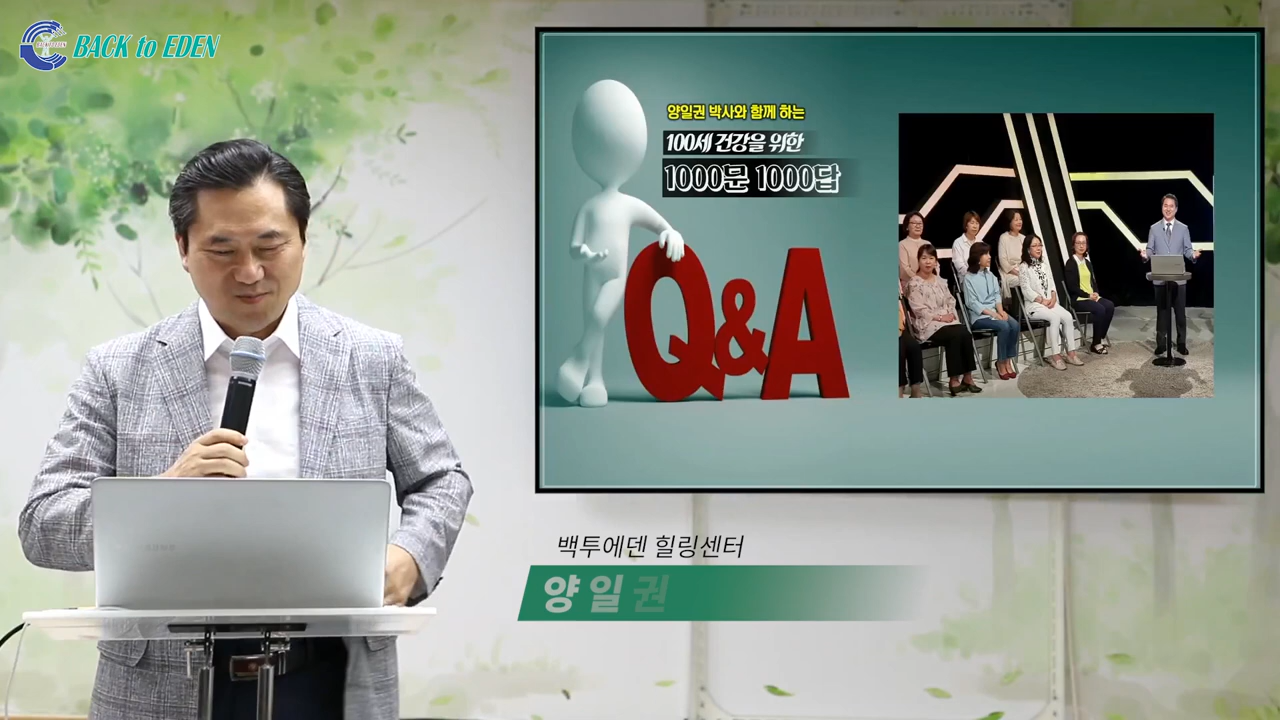 BACK to EDEN
양일권 박사와 함께 하는
100세 건강을 위한
1000문 1000답
Q&A
백투에덴 힐링센터
양일권